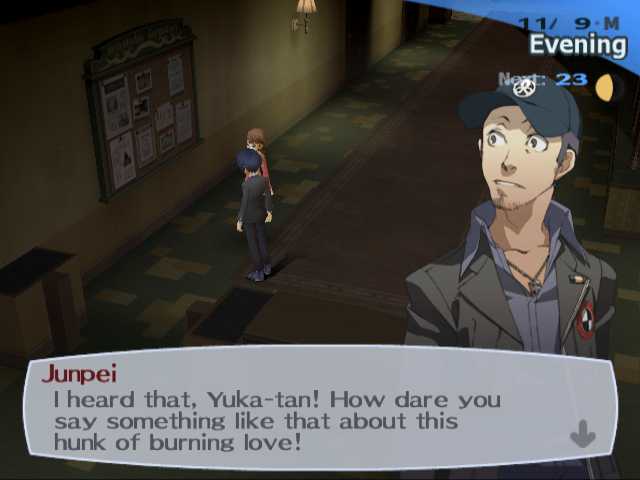 11/ 9·M
Evening
Next: 23
Junpei
I heard that, Yuka-tan! How dare you
say something like that about this
hunk of burning love!